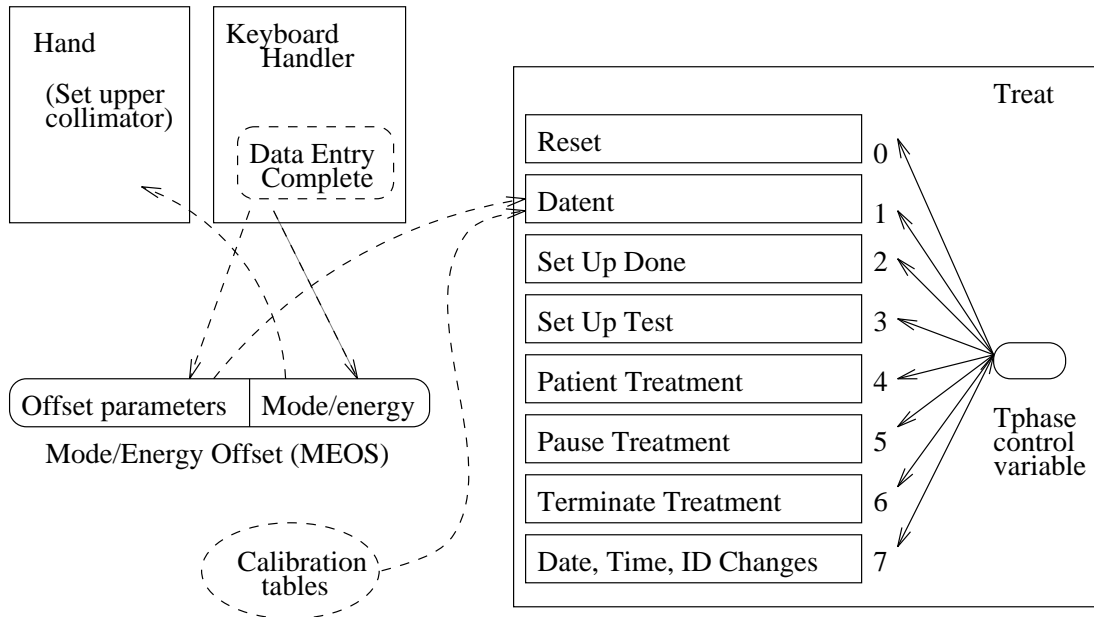 Hand
(Set upper
collimator)
Keyboard
Handler
Data Entry
Complete
Offset parameters
Mode/energy
Mode/Energy Offset (MEOS)
Calibration
tables
Treat
Reset
0
Datent
1
Set Up Done
2
Set Up Test
3
Patient Treatment
4
Pause Treatment
5
Terminate Treatment
6
Date, Time, ID Changes
7
Tphase
control
variable